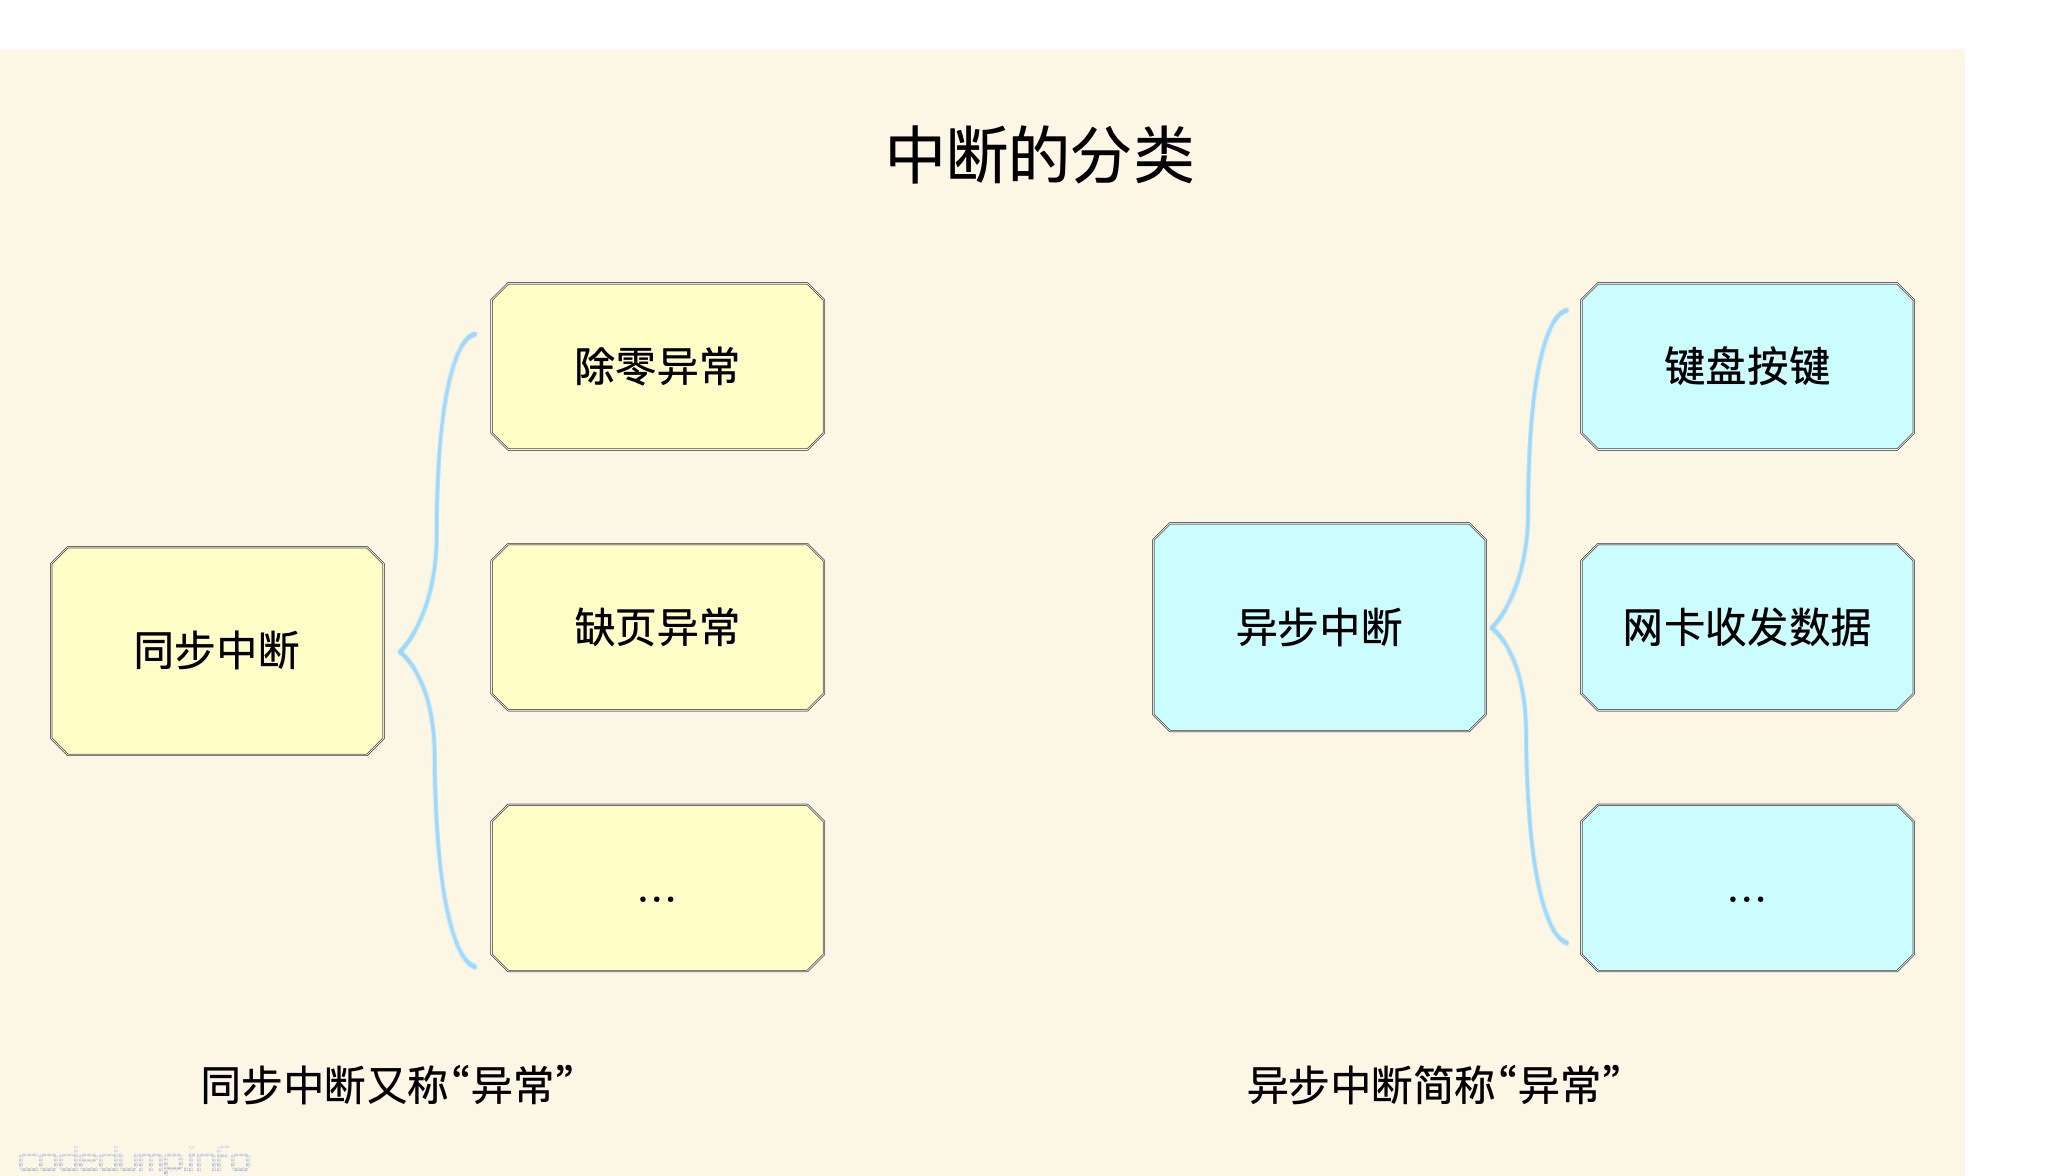 中断的分类
同步中断
除零异常
缺页异常
...
异步中断
键盘按键
网卡收发数据
...
同步中断又称“异常”
异步中断简称“异常”
codedump.info